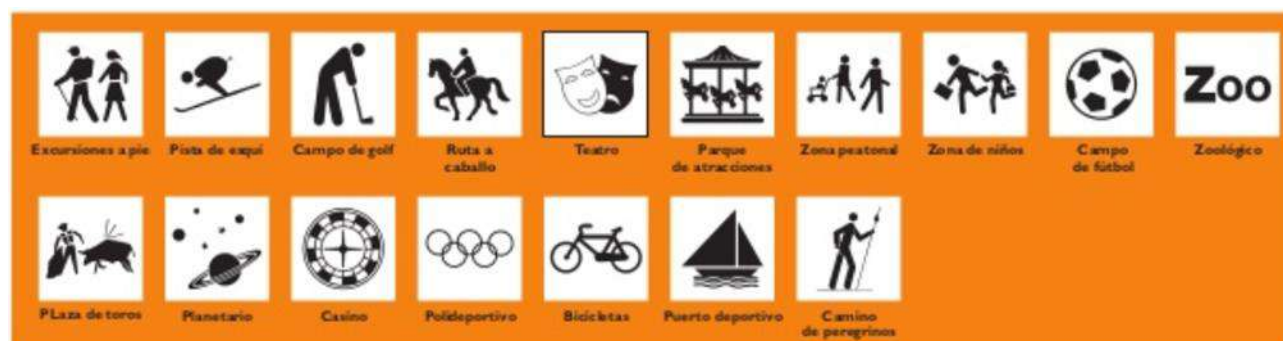 Zoo
Excursiones a pie
Pista de esquí
Campo de golf
Ruta a
caballo
Teatro
Parque
de atracciones
Zona peatonal
Zona de niños
Campo
de fútbol
Zoológico
PLaza de toros
Planetario
Casino
Polideportivo
Bicicletas
Puerto deportivo
Camino
de peregrinos